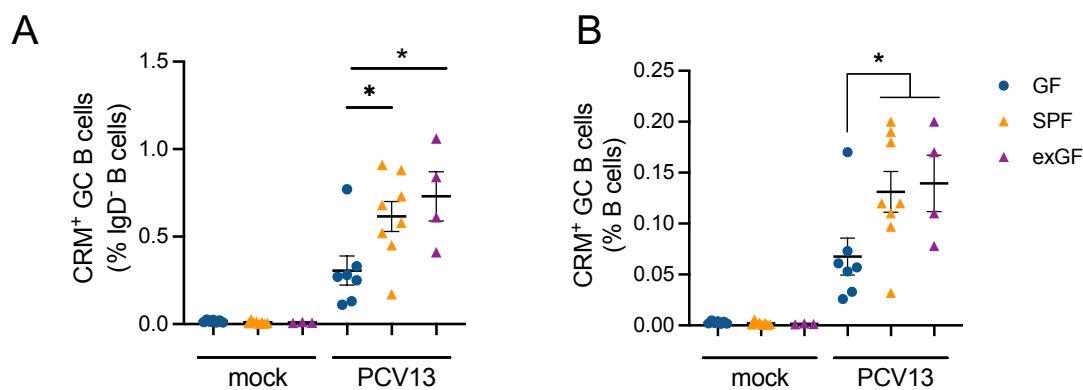 A
CRM⁺ GC B cells
(% IgD⁻ B cells)
1.5
1.0
0.5
0.0
*
*
mock
PCV13
B
CRM⁺ GC B cells
(% B cells)
0.25
0.20
0.15
0.10
0.05
0.00
*
mock
PCV13
GF
SPF
exGF